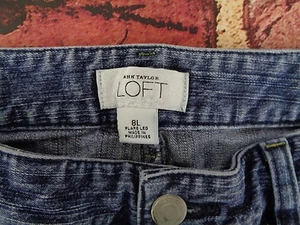 ANN TAYLOR
LOFT
8L
FLARE LEG
MADE IN
PHILIPPINES